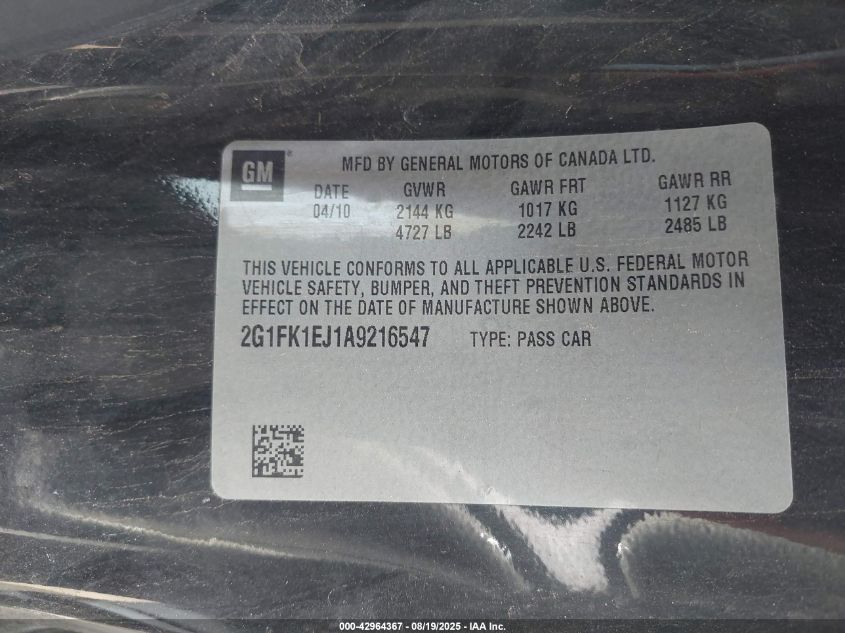 GM
MFD BY GENERAL MOTORS OF CANADA LTD.
DATE GVWR GAWR FRT GAWR RR
04/10 2144 KG 1017 KG 1127 KG
4727 LB 2242 LB 2485 LB
THIS VEHICLE CONFORMS TO ALL APPLICABLE U.S. FEDERAL MOTOR
VEHICLE SAFETY, BUMPER, AND THEFT PREVENTION STANDARDS IN
EFFECT ON THE DATE OF MANUFACTURE SHOWN ABOVE.
2G1FK1EJ1A9216547 TYPE: PASS CAR
000-42964367 - 08/19/2025 - IAA Inc.